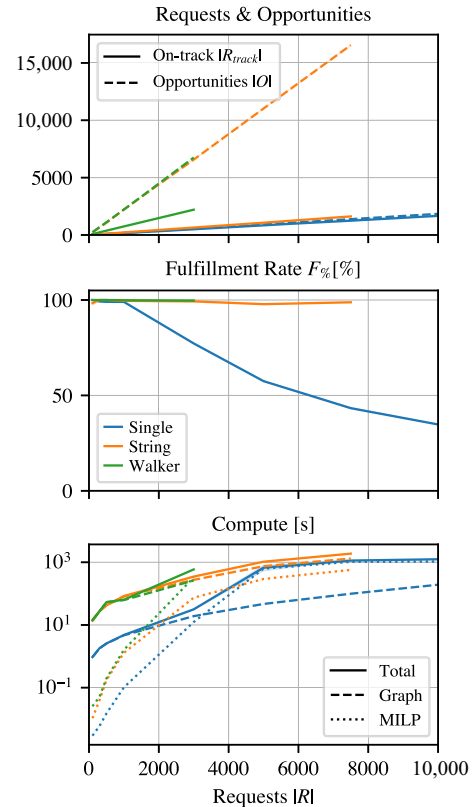 Requests & Opportunities
On-track |R_track|
Opportunities |O|
15,000
10,000
5000
0
Fulfillment Rate F_%[%]
100
50
0
Single
String
Walker
Compute [s]
10^3
10^1
10^−1
Total
Graph
MILP
0 2000 4000 6000 8000 10,000
Requests |R|